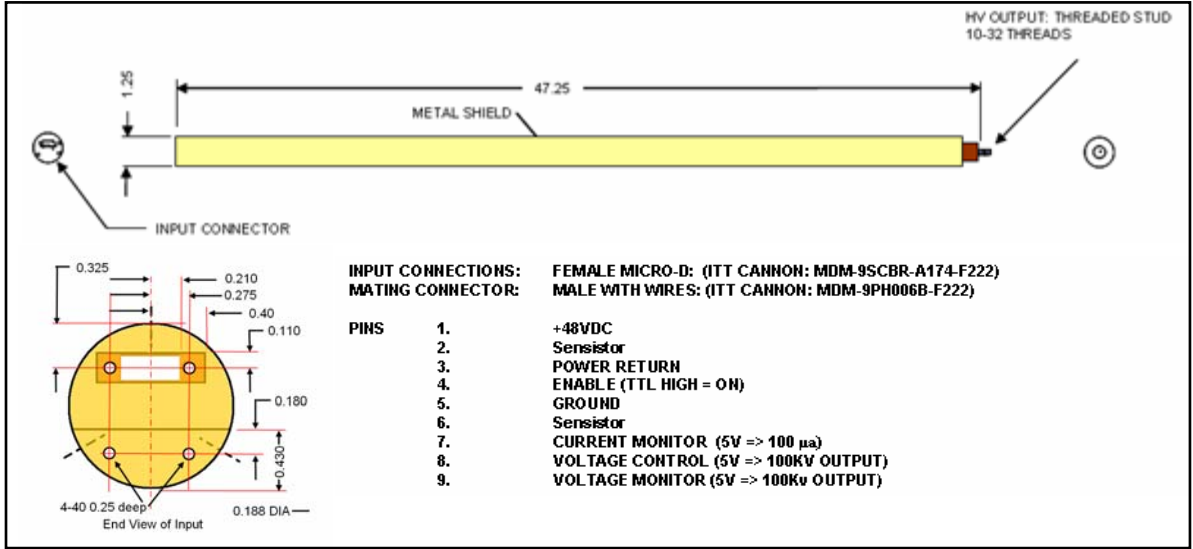 HV OUTPUT: THREADED STUD
10-32 THREADS
1.25
47.25
METAL SHIELD
INPUT CONNECTOR
0.325
0.210
0.275
0.40
0.110
0.180
0.430
4-40 0.25 deep
0.188 DIA
End View of Input
INPUT CONNECTIONS: FEMALE MICRO-D: (ITT CANNON: MDM-9SCBR-A174-F222)
MATING CONNECTOR: MALE WITH WIRES: (ITT CANNON: MDM-9PH006B-F222)
PINS 1. +48VDC
2. Sensistor
3. POWER RETURN
4. ENABLE (TTL HIGH = ON)
5. GROUND
6. Sensistor
7. CURRENT MONITOR (5V => 100 µa)
8. VOLTAGE CONTROL (5V => 100KV OUTPUT)
9. VOLTAGE MONITOR (5V => 100Kv OUTPUT)